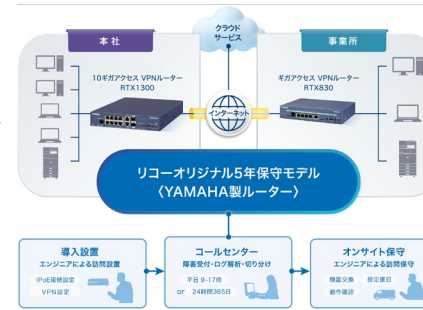 クラウド
サービス
本社
事業所
10ギガアクセス VPNルーター
RTX1300
ギガアクセス VPNルーター
RTX830
インターネット
リコーオリジナル5年保守モデル
〈YAMAHA製ルーター〉
導入設置
エンジニアによる訪問設置
IPoE接続設定
VPN設定
コールセンター
障害受付・ログ解析・切り分け
平日 9-17時
or 24時間365日
オンサイト保守
エンジニアによる訪問保守
機器交換 設定復旧
動作確認